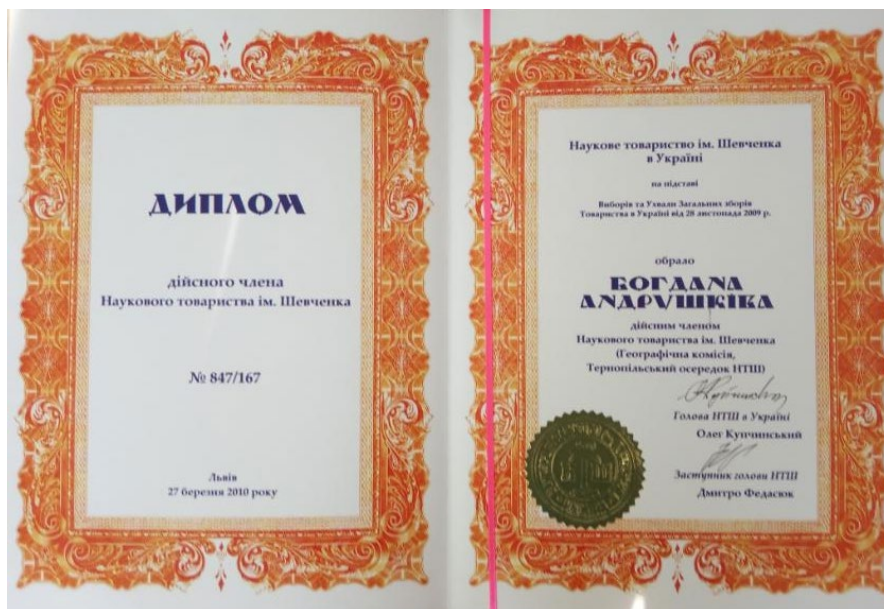 ДИПЛОМ
дійсного члена
Наукового товариства ім. Шевченка
№ 847/167
Львів
27 березня 2010 року
Наукове товариство ім. Шевченка
в Україні
на підставі
Виборів та Ухвали Загальних зборів
Товариства в Україні від 28 листопада 2009 р.
обрало
БОГДАНА
АНДРУШКІВА
дійсним членом
Наукового товариства ім. Шевченка
(Географічна комісія,
Тернопільський осередок НТШ)
Голова НТШ в Україні
Олег Купчинський
Заступник голови НТШ
Дмитро Федасюк